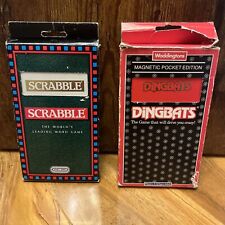 SCRABBLE
SCRABBLE
THE WORLD'S
LEADING WORD GAME
Waddingtons
MAGNETIC POCKET EDITION
DINGBATS
DiNGBATS
The Game that will drive you crazy!